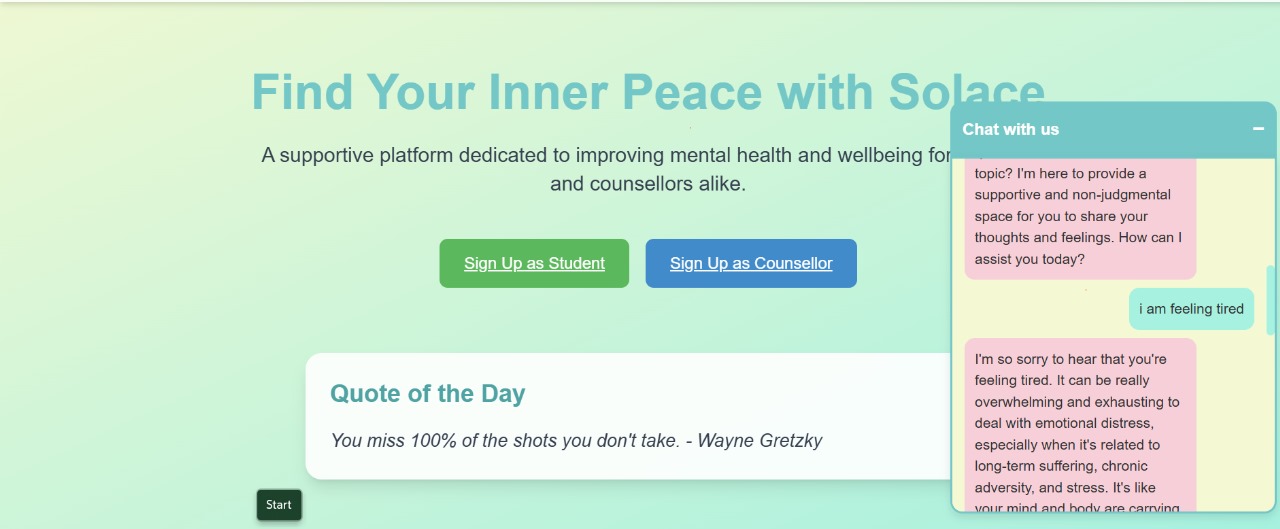 Find Your Inner Peace with Solace
A supportive platform dedicated to improving mental health and wellbeing for
and counsellors alike.
Sign Up as Student
Sign Up as Counsellor
Quote of the Day
You miss 100% of the shots you don't take. - Wayne Gretzky
Start
Chat with us
topic? I'm here to provide a
supportive and non-judgmental
space for you to share your
thoughts and feelings. How can I
assist you today?
i am feeling tired
I'm so sorry to hear that you're
feeling tired. It can be really
overwhelming and exhausting to
deal with emotional distress,
especially when it's related to
long-term suffering, chronic
adversity, and stress. It's like
your mind and body are carrying